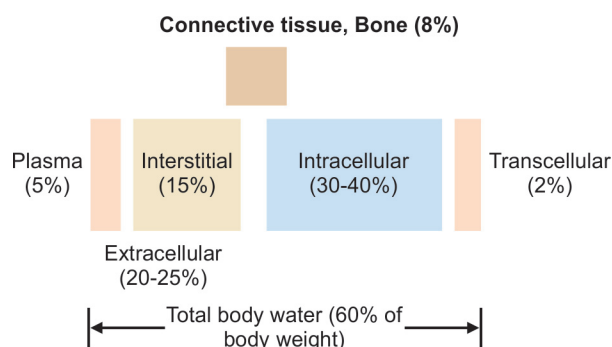 Connective tissue, Bone (8%)
Plasma
(5%)
Interstitial
(15%)
Intracellular
(30-40%)
Transcellular
(2%)
Extracellular
(20-25%)
Total body water (60% of
body weight)